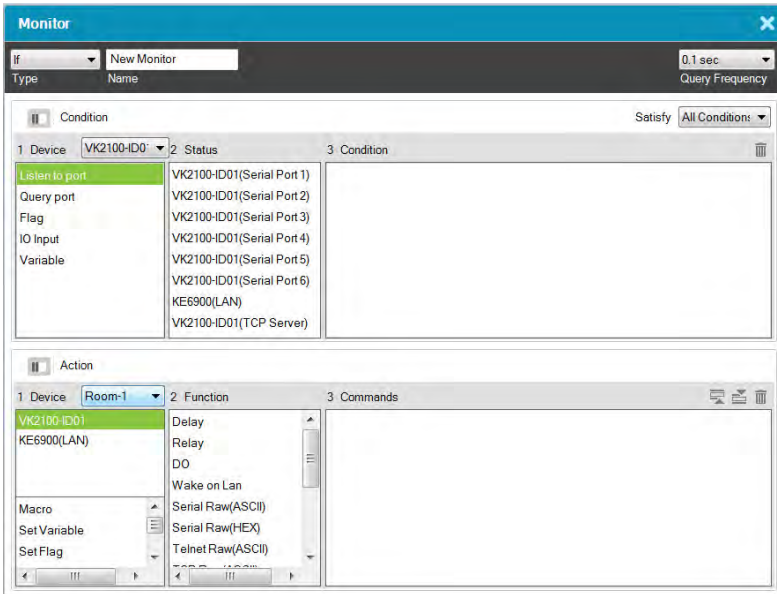 Monitor
If New Monitor 0.1 sec
Type Name Query Frequency
Condition Satisfy All Condition
1 Device VK2100-ID0 2 Status 3 Condition
Listen to port VK2100-ID01(Serial Port 1)
Query port VK2100-ID01(Serial Port 2)
Flag VK2100-ID01(Serial Port 3)
IO Input VK2100-ID01(Serial Port 4)
Variable VK2100-ID01(Serial Port 5)
VK2100-ID01(Serial Port 6)
KE6900(LAN)
VK2100-ID01(TCP Server)
Action
1 Device Room-1 2 Function 3 Commands
VK2100-ID01 Delay
KE6900(LAN) Relay
DO
Wake on Lan
Macro Serial Raw(ASCII)
Set Variable Serial Raw(HEX)
Set Flag Telnet Raw(ASCII)